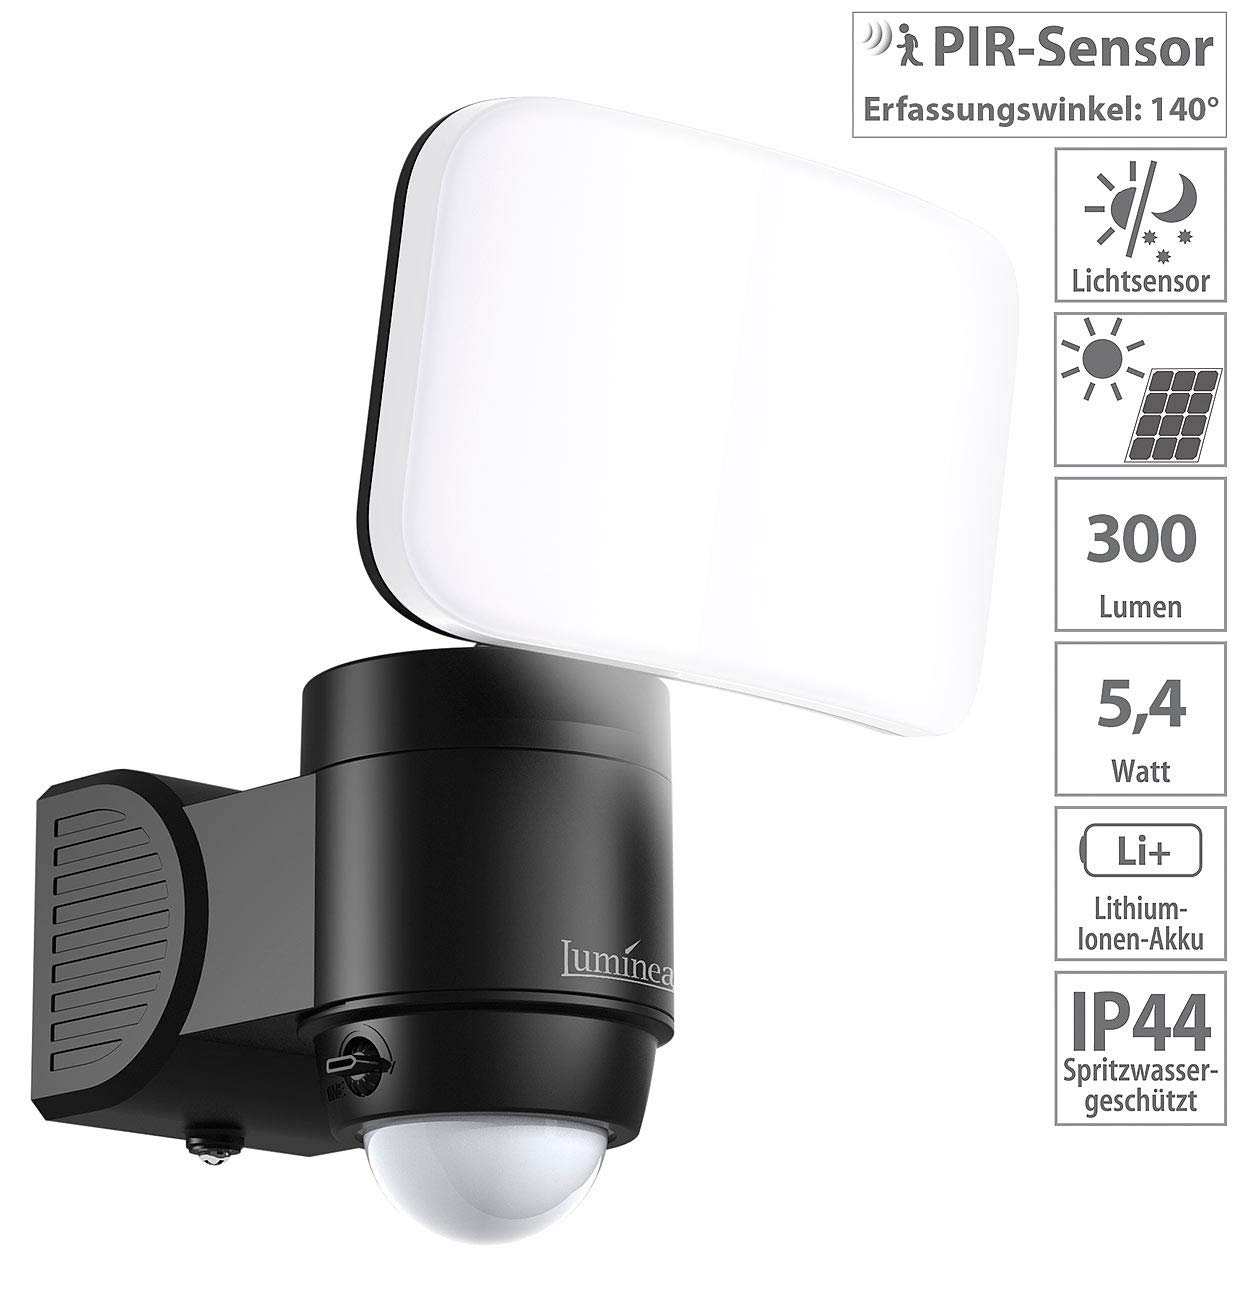 PIR-Sensor
Erfassungswinkel: 140°
Lichtsensor
300
Lumen
5,4
Watt
Li+
Lithium-
Ionen-Akku
IP44
Spritzwasser-
geschützt
Luminea